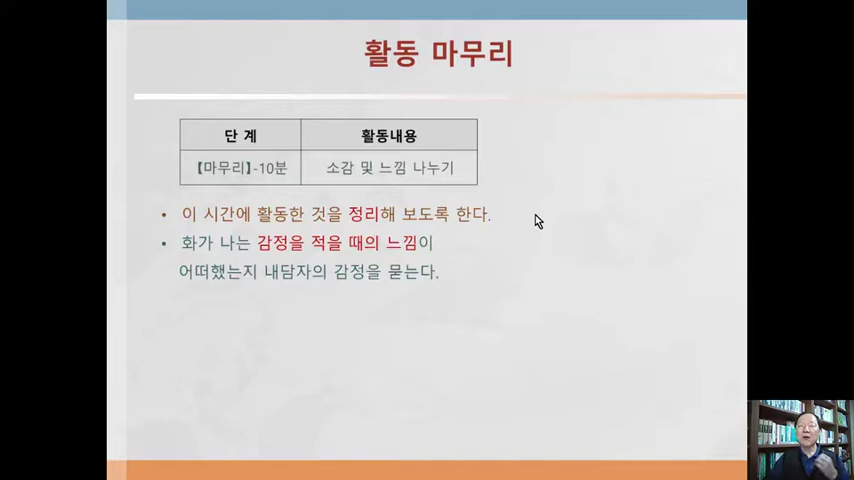 활동 마무리
단 계 활동내용
【마무리】-10분 소감 및 느낌 나누기
• 이 시간에 활동한 것을 정리해 보도록 한다.
• 화가 나는 감정을 적을 때의 느낌이
어떠했는지 내담자의 감정을 묻는다.